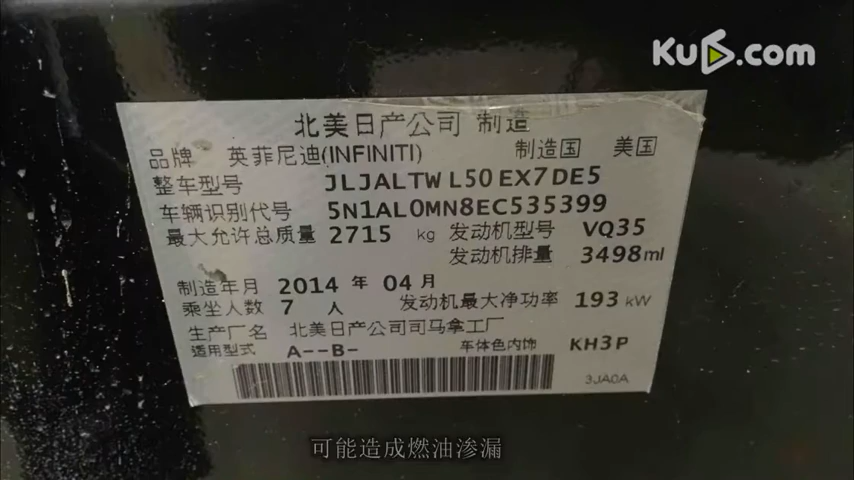 Ku6.com
北美日产公司 制造
品牌 英菲尼迪(INFINITI) 制造国 美国
整车型号 JLJALTW L50 EX7DE5
车辆识别代号 5N1AL0MN8EC535399
最大允许总质量 2715 kg 发动机型号 VQ35
发动机排量 3498ml
制造年月 2014 年 04 月
乘坐人数 7 人 发动机最大净功率 193 kW
生产厂名 北美日产公司司马拿工厂
适用型式 A--B- 车体色内饰 KH3P
3JA0A
可能造成燃油渗漏